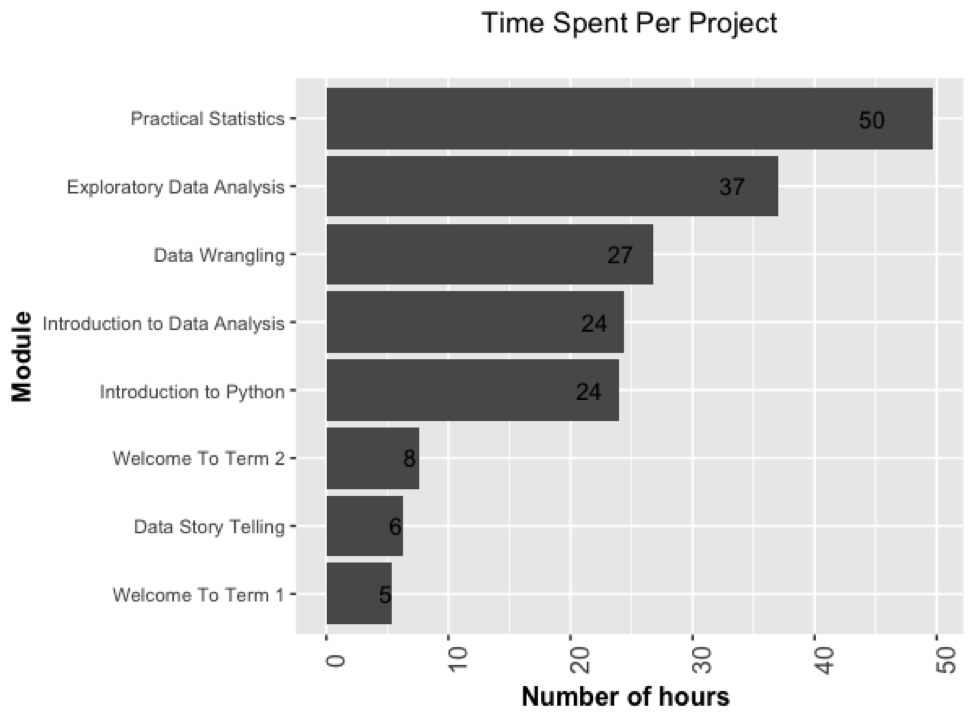 Time Spent Per Project
Module
Practical Statistics
50
Exploratory Data Analysis
37
Data Wrangling
27
Introduction to Data Analysis
24
Introduction to Python
24
Welcome To Term 2
8
Data Story Telling
6
Welcome To Term 1
5
0
10
20
30
40
50
Number of hours